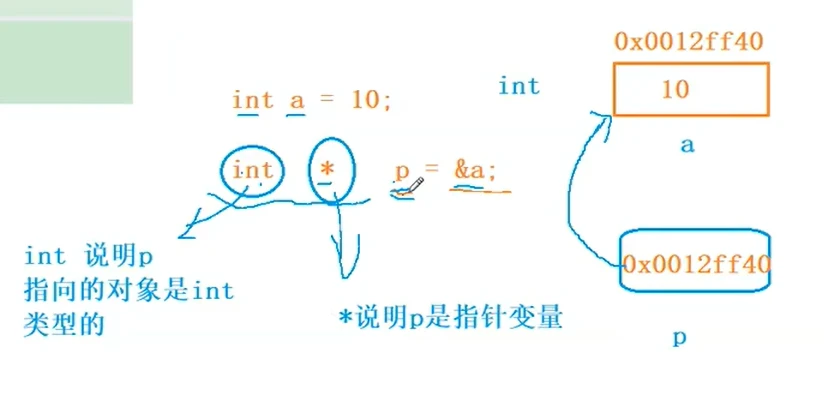 0x0012ff40
int a = 10;
int
10
a
int * p = &a;
int 说明p
指向的对象是int
类型的
*说明p是指针变量
0x0012ff40
p